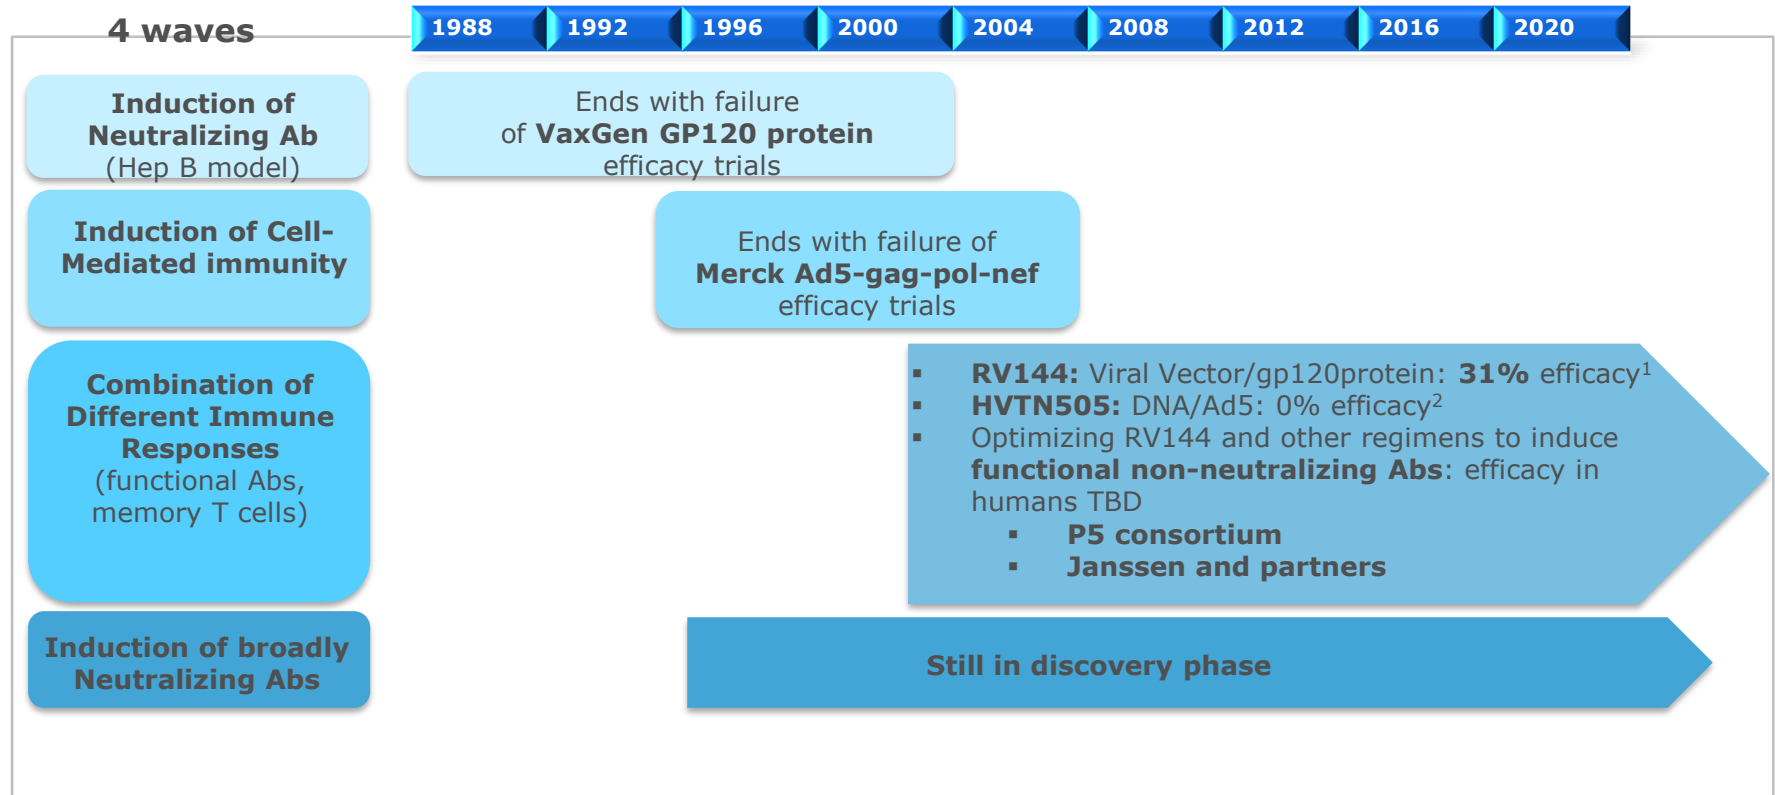 4 waves
1988 1992 1996 2000 2004 2008 2012 2016 2020
Induction of
Neutralizing Ab
(Hep B model)
Ends with failure
of VaxGen GP120 protein
efficacy trials
Induction of Cell-
Mediated immunity
Ends with failure of
Merck Ad5-gag-pol-nef
efficacy trials
Combination of
Different Immune
Responses
(functional Abs,
memory T cells)
▪ RV144: Viral Vector/gp120protein: 31% efficacy¹
▪ HVTN505: DNA/Ad5: 0% efficacy²
▪ Optimizing RV144 and other regimens to induce
functional non-neutralizing Abs: efficacy in
humans TBD
▪ P5 consortium
▪ Janssen and partners
Induction of broadly
Neutralizing Abs
Still in discovery phase